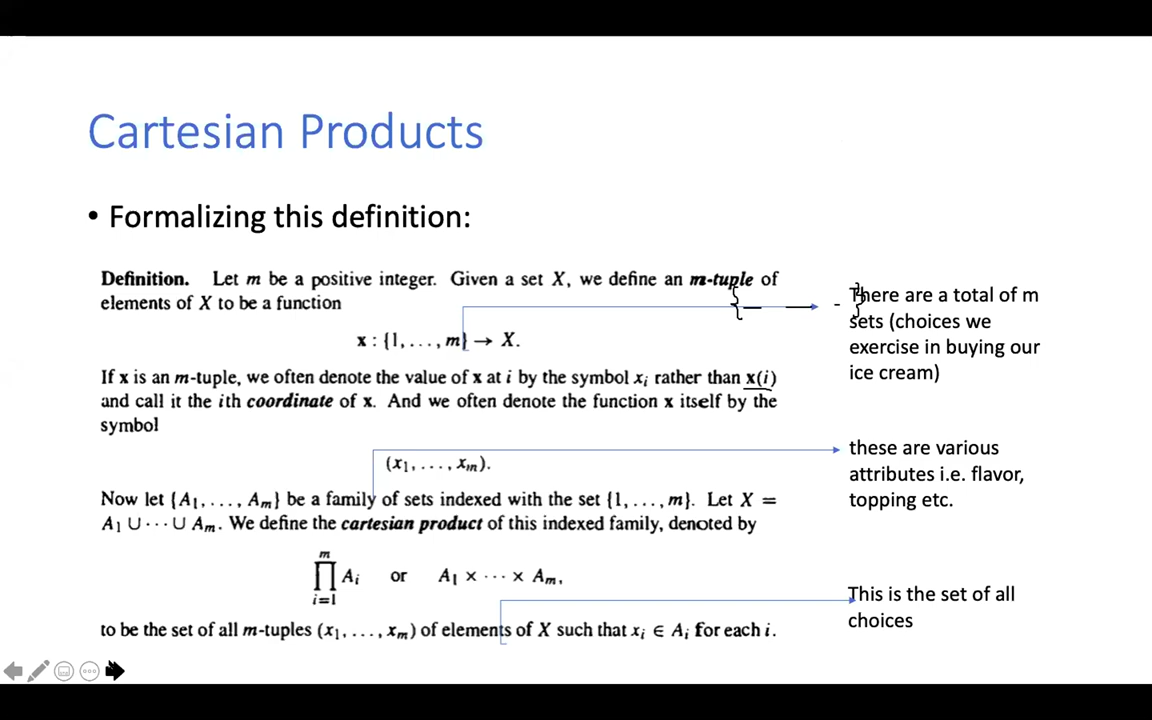 Cartesian Products
• Formalizing this definition:
Definition. Let m be a positive integer. Given a set X, we define an m-tuple of
elements of X to be a function
x : {1, . . . , m} → X.
If x is an m-tuple, we often denote the value of x at i by the symbol xᵢ rather than x(i)
and call it the ith coordinate of x. And we often denote the function x itself by the
symbol
(x₁, . . . , xₘ).
Now let {A₁, . . . , Aₘ} be a family of sets indexed with the set {1, . . . , m}. Let X =
A₁ ∪ · · · ∪ Aₘ. We define the cartesian product of this indexed family, denoted by
m
∏ Aᵢ or A₁ × · · · × Aₘ,
i=1
to be the set of all m-tuples (x₁, . . . , xₘ) of elements of X such that xᵢ ∈ Aᵢ for each i.
There are a total of m
sets (choices we
exercise in buying our
ice cream)
these are various
attributes i.e. flavor,
topping etc.
This is the set of all
choices